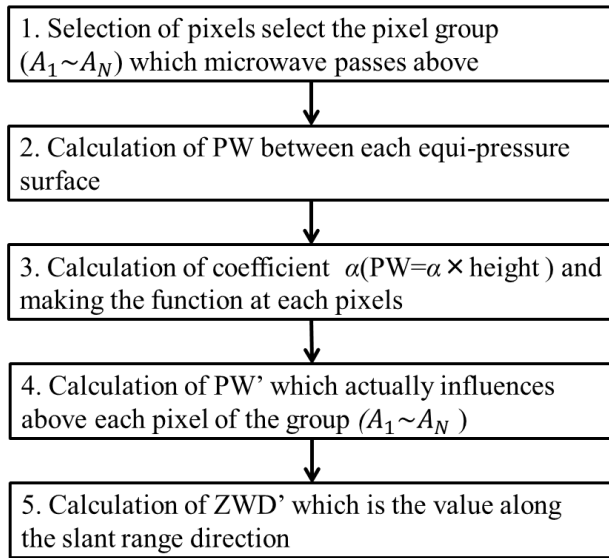 1. Selection of pixels select the pixel group
(A₁~A_N) which microwave passes above
2. Calculation of PW between each equi-pressure
surface
3. Calculation of coefficient α(PW=α × height ) and
making the function at each pixels
4. Calculation of PW’ which actually influences
above each pixel of the group (A₁~A_N )
5. Calculation of ZWD’ which is the value along
the slant range direction